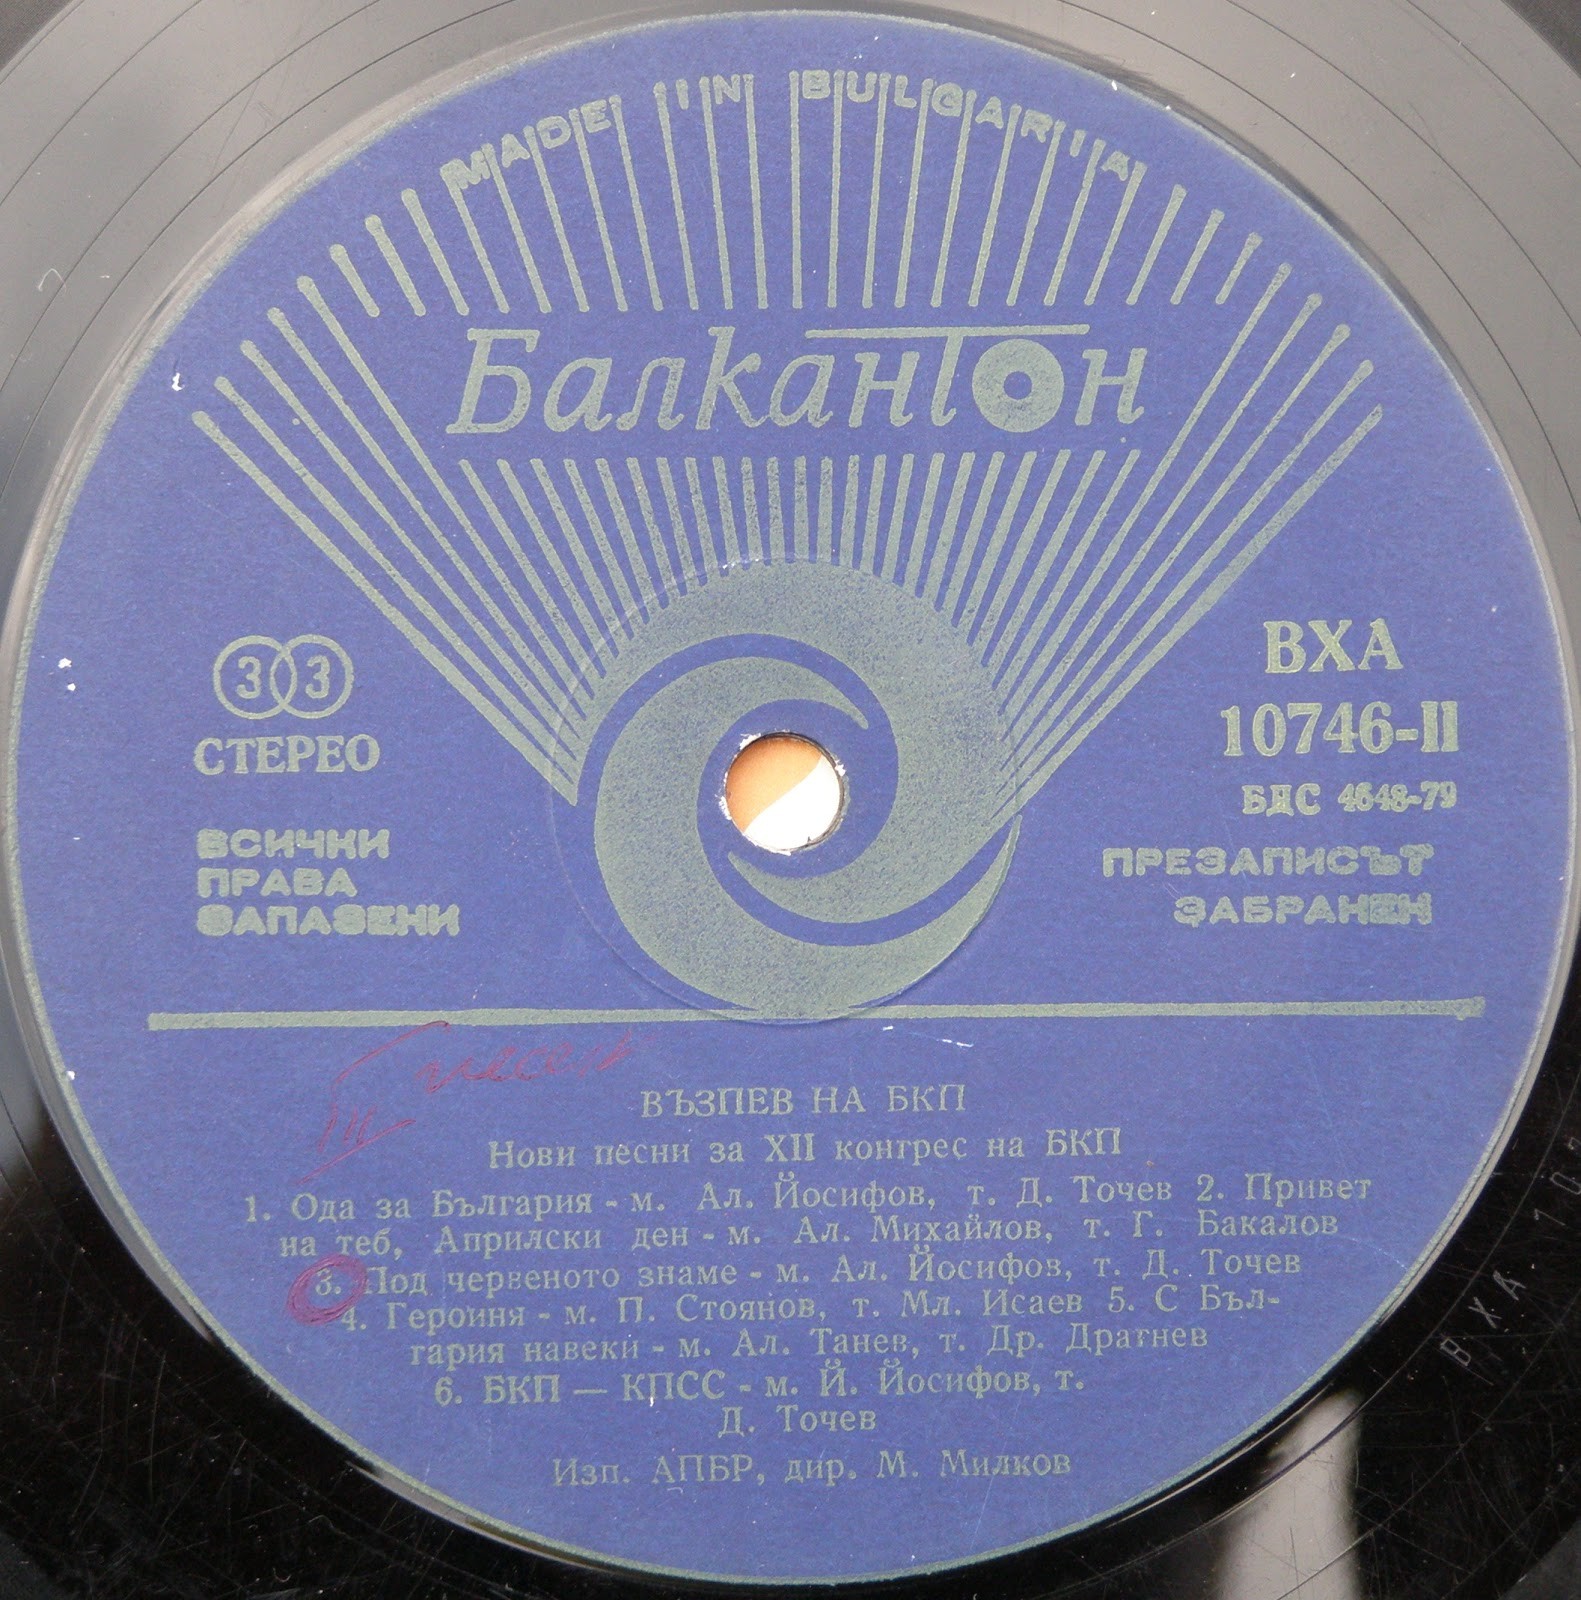 MADE IN BULGARIA
Балкантон
33
СТЕРЕО
ВСИЧКИ
ПРАВА
ЗАПАЗЕНИ
ВХА
10746-II
БДС 4648-79
ПРЕЗАПИСЪТ
ЗАБРАНЕН
ВЪЗПЕВ НА БКП
Нови песни за XII конгрес на БКП
1. Ода за България - м. Ал. Йосифов, т. Д. Точев 2. Привет
на теб, Априлски ден - м. Ал. Михайлов, т. Г. Бакалов
3. Под червеното знаме - м. Ал. Йосифов, т. Д. Точев
4. Героиня - м. П. Стоянов, т. Мл. Исаев 5. С Бъл-
гария навеки - м. Ал. Танев, т. Др. Драгнев
6. БКП — КПСС - м. Й. Йосифов, т.
Д. Точев
Изп. АПБР, дир. М. Милков
ВХА 10